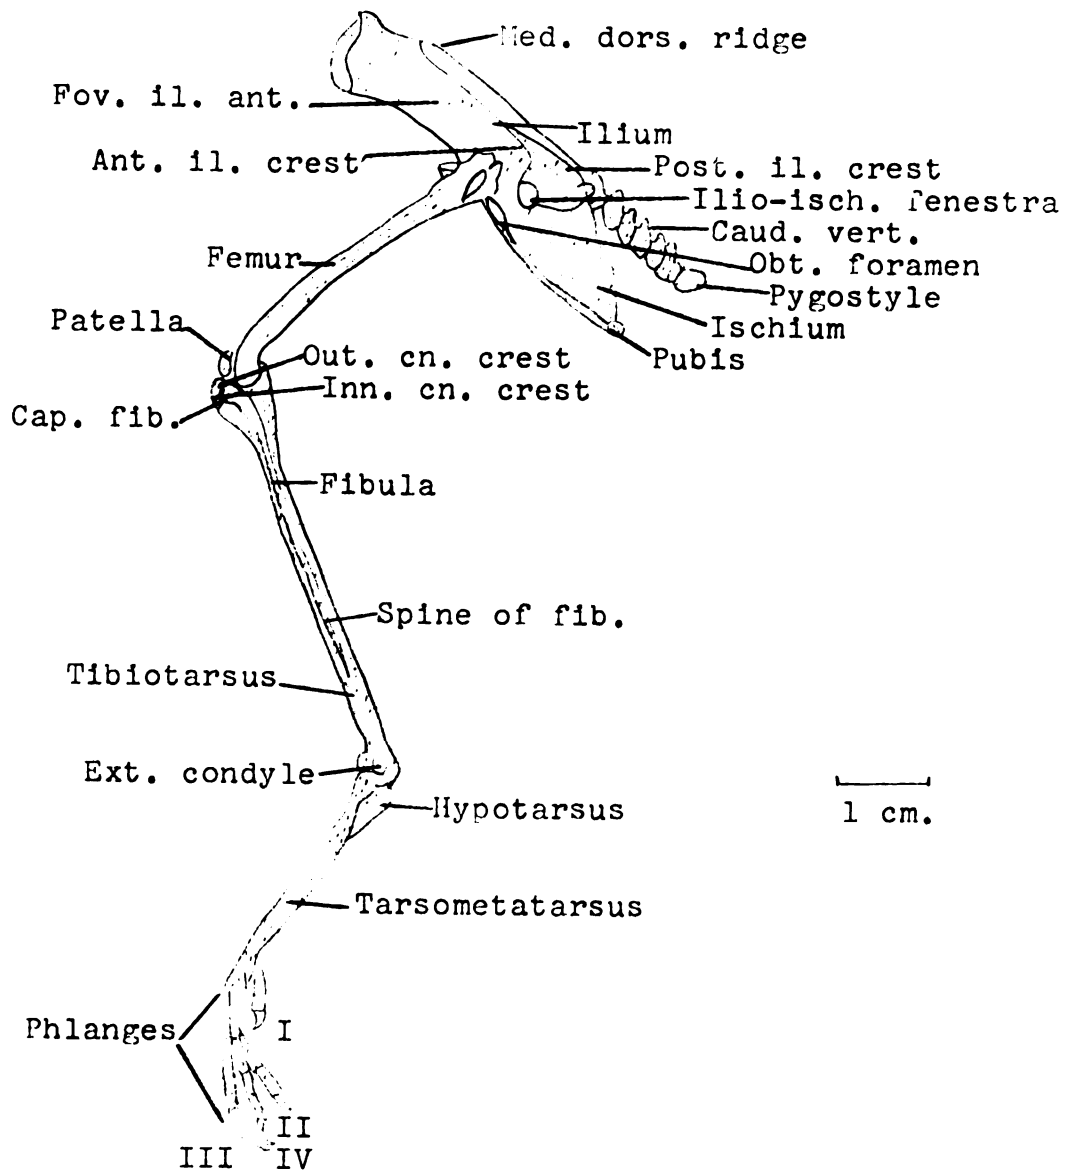 Med. dors. ridge
Fov. il. ant.
Ilium
Ant. il. crest
Post. il. crest
Ilio-isch. fenestra
Caud. vert.
Femur
Obt. foramen
Pygostyle
Patella
Ischium
Out. cn. crest
Pubis
Inn. cn. crest
Cap. fib.
Fibula
Spine of fib.
Tibiotarsus
Ext. condyle
Hypotarsus
1 cm.
Tarsometatarsus
Phlanges
I
II
III
IV